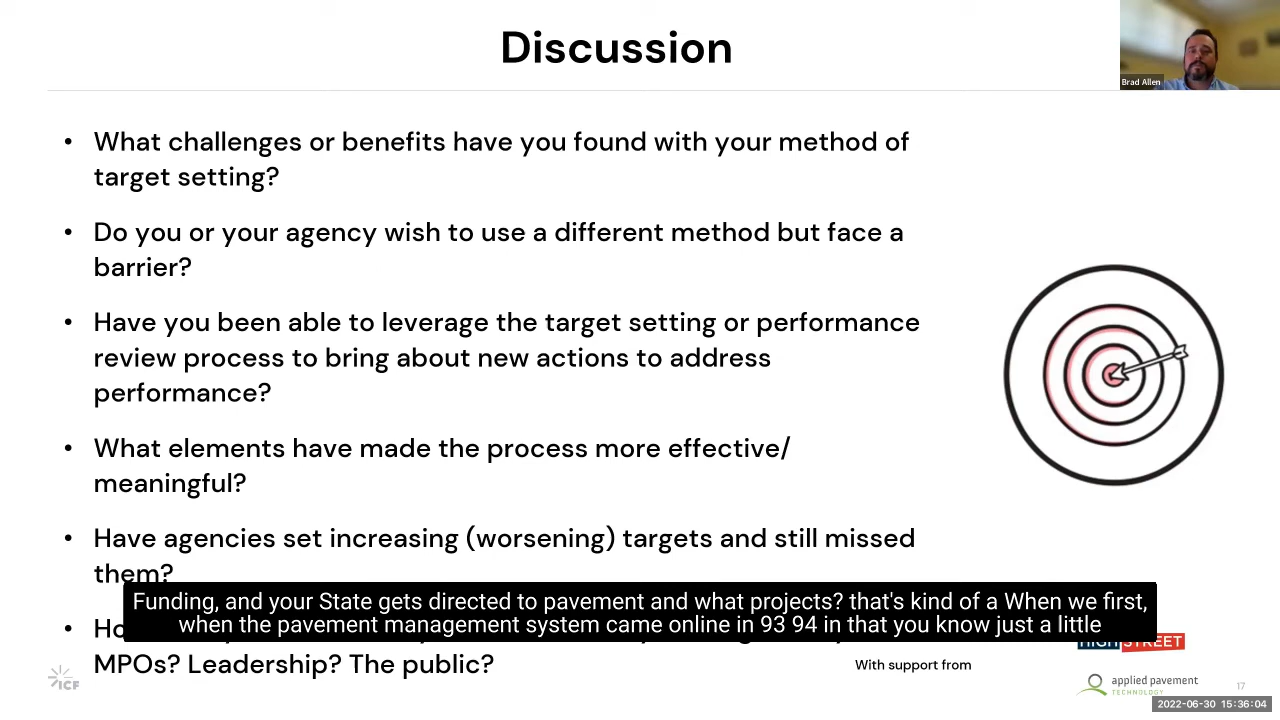 Discussion
Brad Allen
• What challenges or benefits have you found with your method of
target setting?
• Do you or your agency wish to use a different method but face a
barrier?
• Have you been able to leverage the target setting or performance
review process to bring about new actions to address
performance?
• What elements have made the process more effective/
meaningful?
• Have agencies set increasing (worsening) targets and still missed
them?
Funding, and your State gets directed to pavement and what projects? that's kind of a When we first,
when the pavement management system came online in 93 94 in that you know just a little
MPOs? Leadership? The public?
HIGH STREET
With support from
ICF
applied pavement
TECHNOLOGY
17
2022-06-30 15:36:04